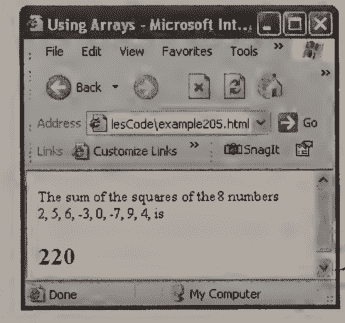 Using Arrays - Microsoft Int...
File Edit View Favorites Tools »
Back »
Address lesCode\example205.html Go
Links Customize Links » SnagIt
The sum of the squares of the 8 numbers
2, 5, 6, -3, 0, -7, 9, 4, is
220
Done My Computer